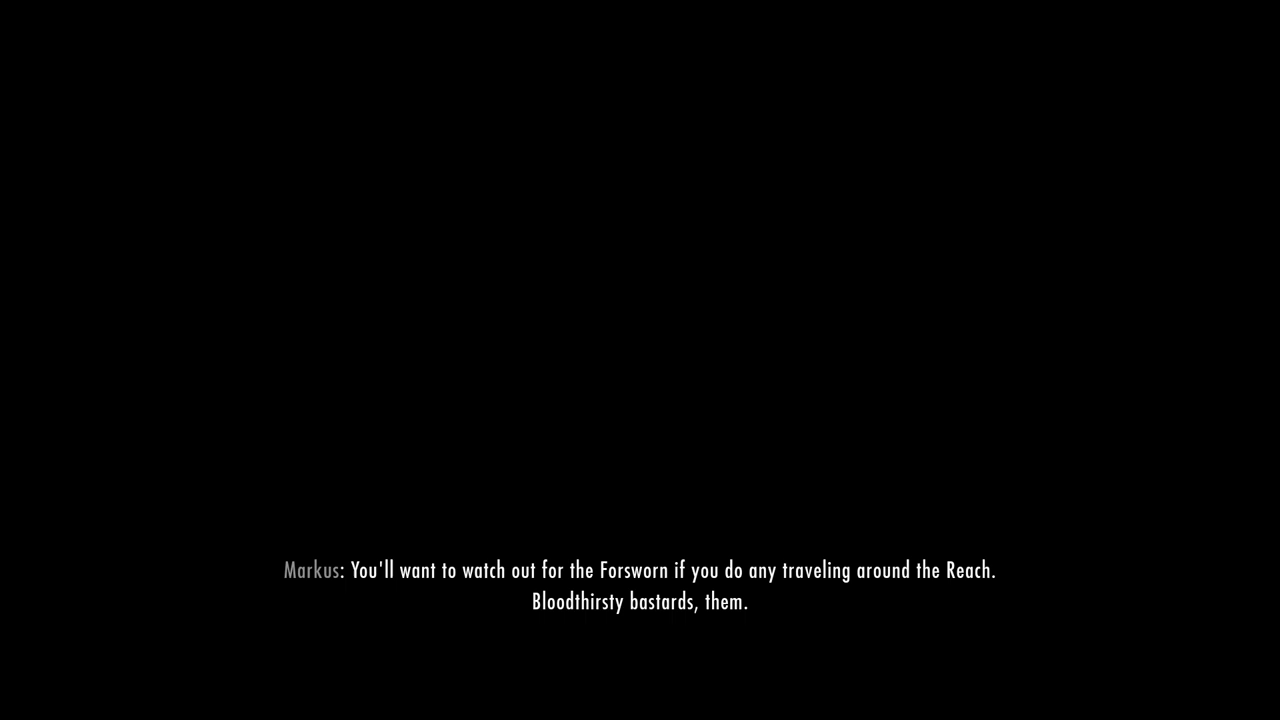 Markus: You'll want to watch out for the Forsworn if you do any traveling around the Reach.
Bloodthirsty bastards, them.